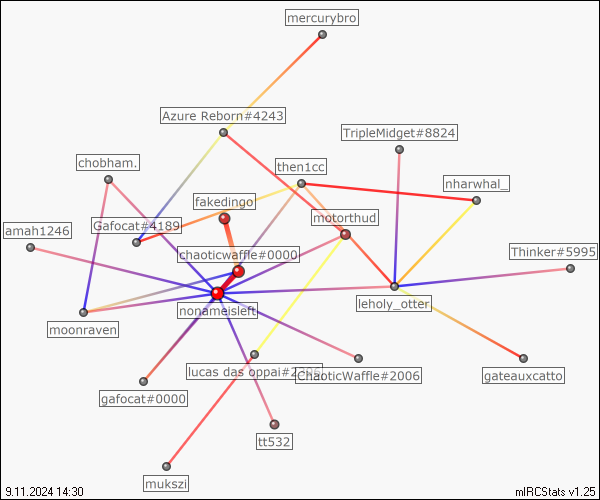 mercurybro
Azure Reborn#4243
TripleMidget#8824
chobham.
then1cc
nharwhal_
fakedingo
motorthud
amah1246
Gafocat#4189
chaoticwaffle#0000
Thinker#5995
nonameisleft
leholy_otter
moonraven
lucas das oppai#2
ChaoticWaffle#2006
gateauxcatto
gafocat#0000
tt532
mukszi
9.11.2024 14:30
mIRCStats v1.25